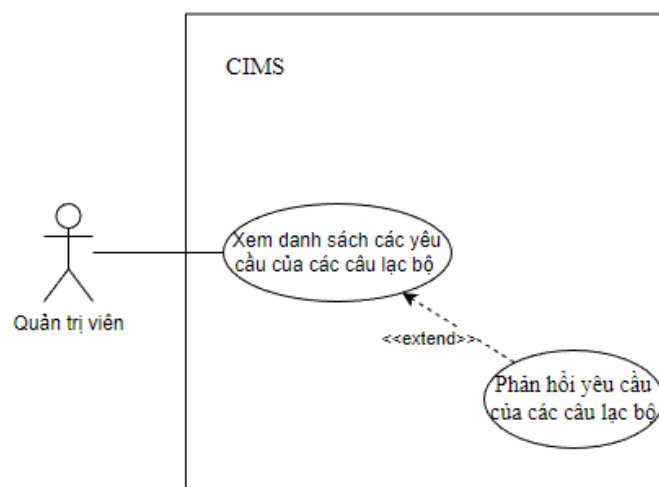 CIMS
Xem danh sách các yêu
cầu của các câu lạc bộ
Quản trị viên
<<extend>>
Phản hồi yêu cầu
của các câu lạc bộ